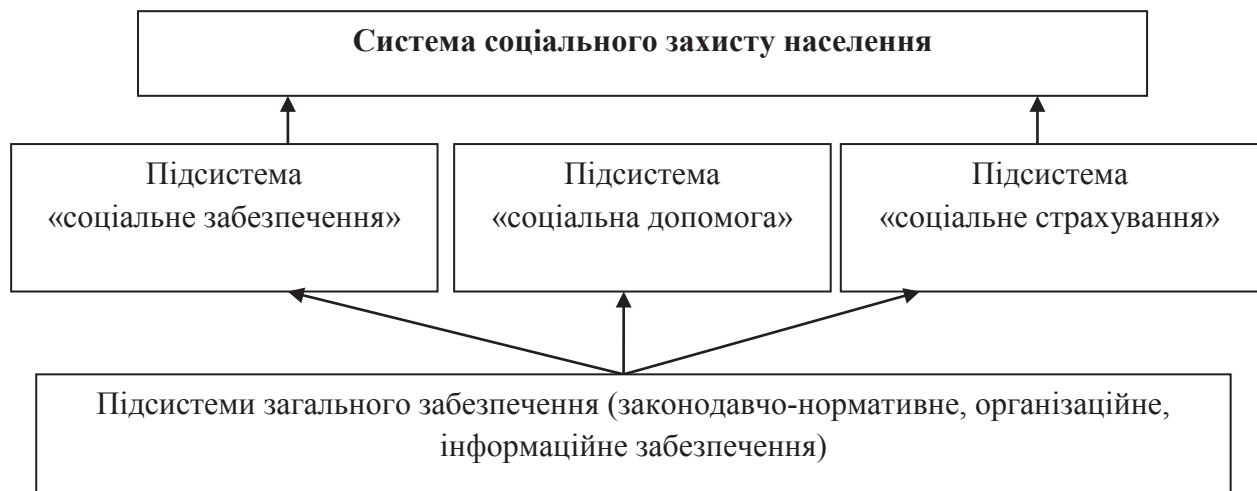 Система соціального захисту населення
Підсистема
«соціальне забезпечення»
Підсистема
«соціальна допомога»
Підсистема
«соціальне страхування»
Підсистеми загального забезпечення (законодавчо-нормативне, організаційне,
інформаційне забезпечення)